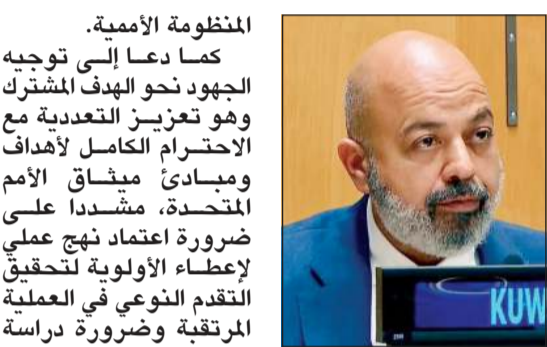 المنظومة الأممية.
كما دعا إلى توجيه
الجهود نحو الهدف المشترك
وهو تعزيز التعددية مع
الاحترام الكامل لأهداف
ومبادئ ميثاق الأمم
المتحدة، مشددا على
ضرورة اعتماد نهج عملي
لإعطاء الأولوية لتحقيق
التقدم النوعي في العملية
المرتقبة وضرورة دراسة
KUW